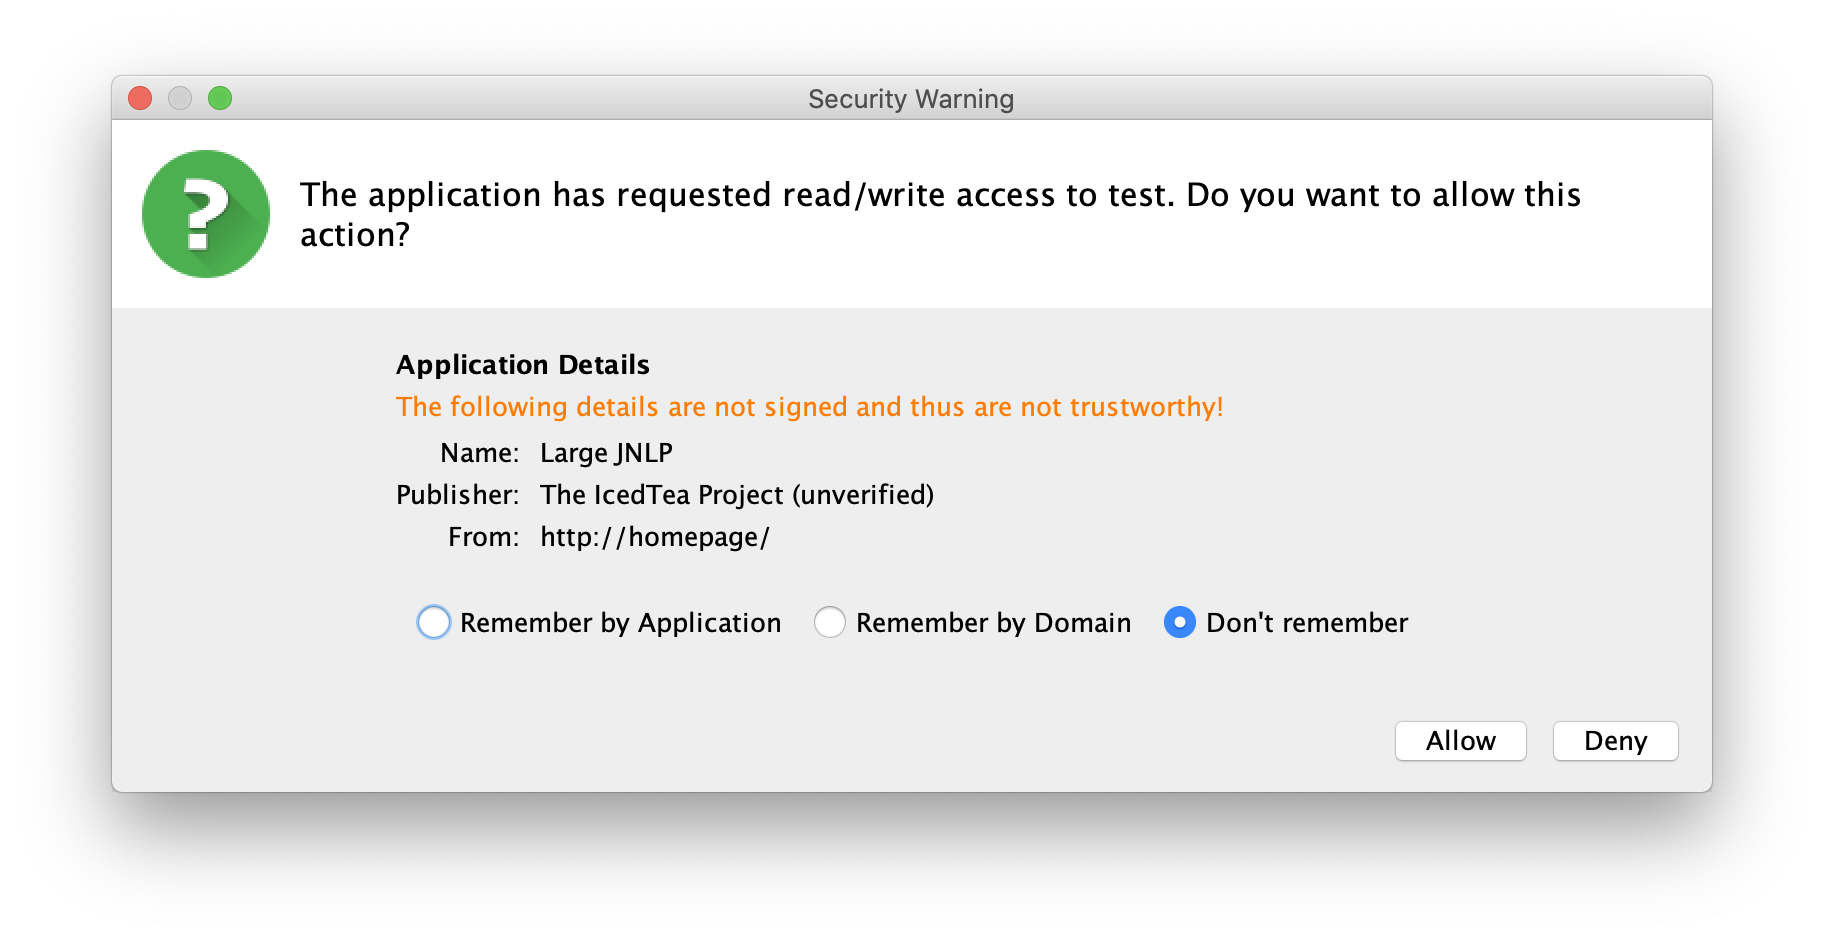 Security Warning
?
The application has requested read/write access to test. Do you want to allow this
action?
Application Details
The following details are not signed and thus are not trustworthy!
Name: Large JNLP
Publisher: The IcedTea Project (unverified)
From: http://homepage/
Remember by Application Remember by Domain Don't remember
Allow Deny